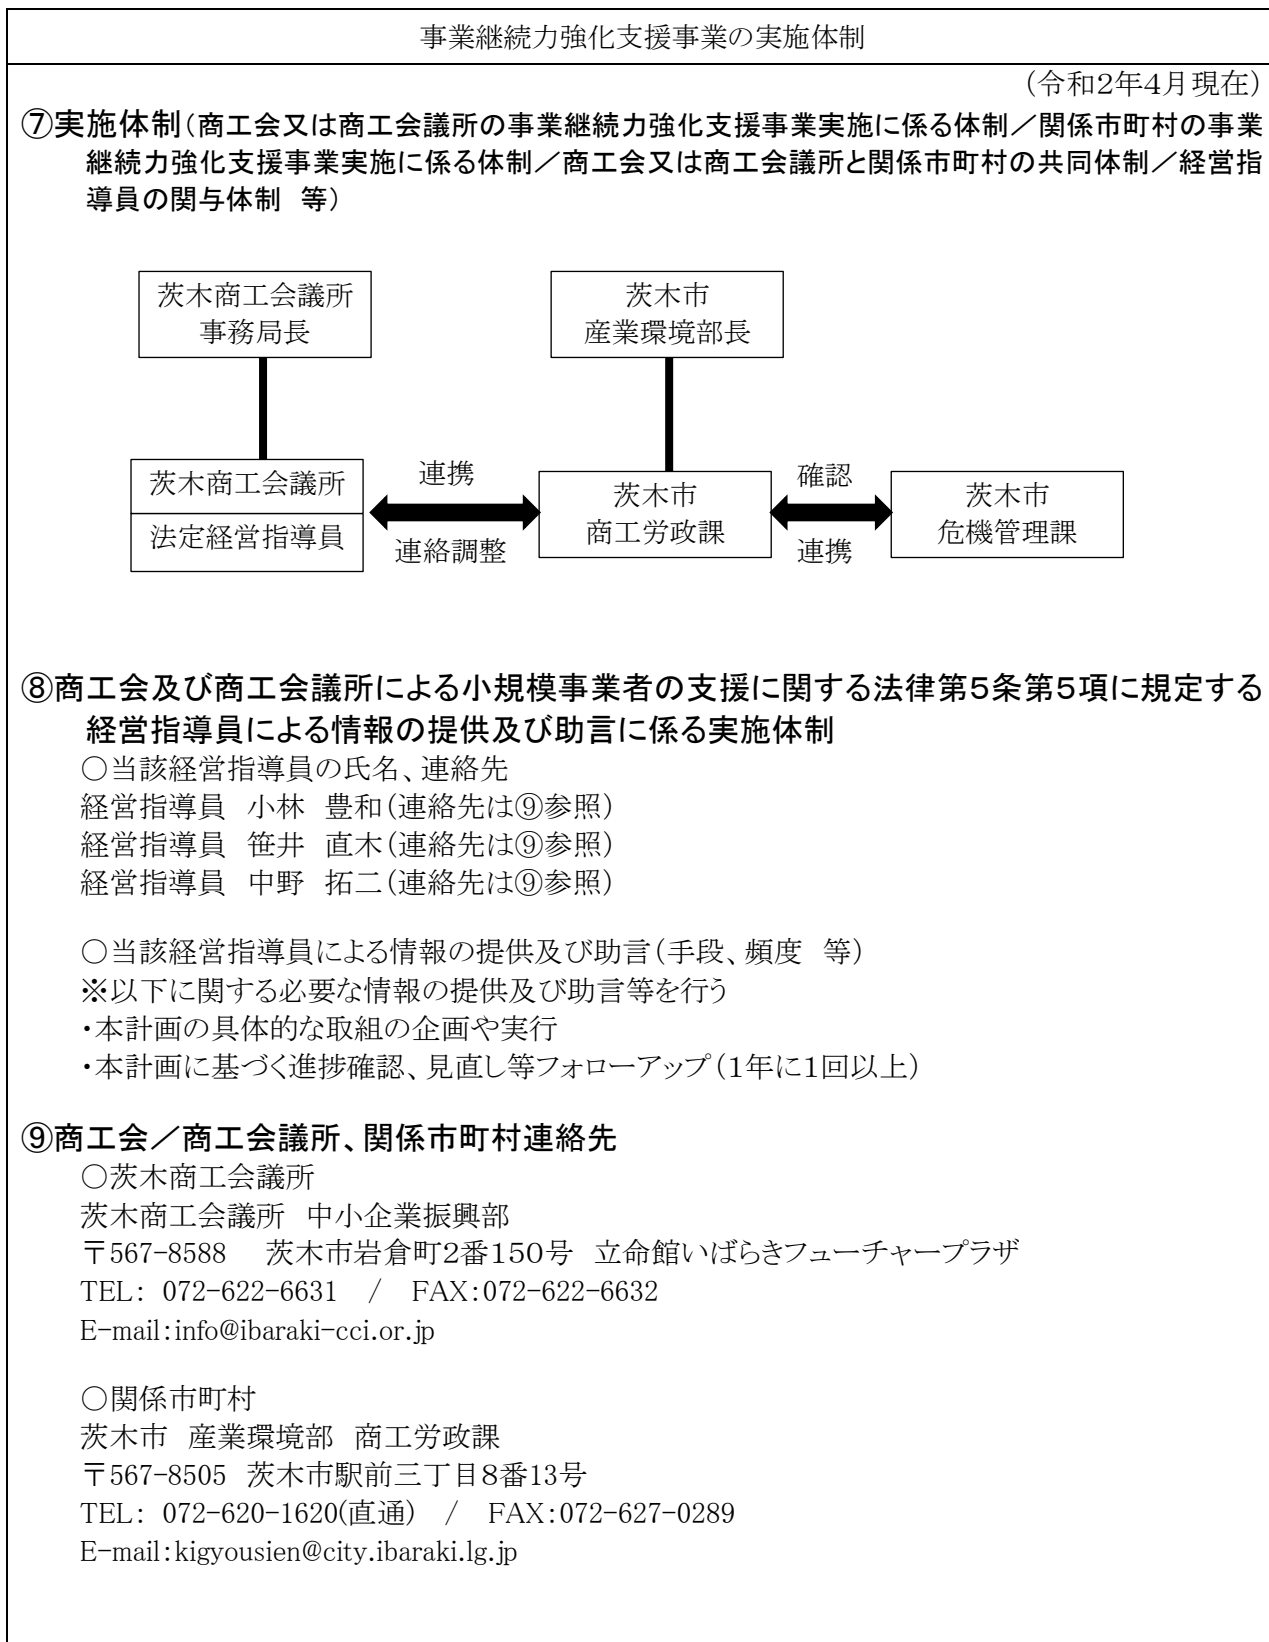 事業継続力強化支援事業の実施体制
（令和2年4月現在）
⑦実施体制（商工会又は商工会議所の事業継続力強化支援事業実施に係る体制／関係市町村の事業
継続力強化支援事業実施に係る体制／商工会又は商工会議所と関係市町村の共同体制／経営指
導員の関与体制　等）
茨木商工会議所
事務局長
茨木市
産業環境部長
茨木商工会議所
法定経営指導員
連携
連絡調整
茨木市
商工労政課
確認
連携
茨木市
危機管理課
⑧商工会及び商工会議所による小規模事業者の支援に関する法律第5条第5項に規定する
経営指導員による情報の提供及び助言に係る実施体制
○当該経営指導員の氏名、連絡先
経営指導員　小林　豊和（連絡先は⑨参照）
経営指導員　笹井　直木（連絡先は⑨参照）
経営指導員　中野　拓二（連絡先は⑨参照）
○当該経営指導員による情報の提供及び助言（手段、頻度　等）
※以下に関する必要な情報の提供及び助言等を行う
・本計画の具体的な取組の企画や実行
・本計画に基づく進捗確認、見直し等フォローアップ（1年に1回以上）
⑨商工会／商工会議所、関係市町村連絡先
○茨木商工会議所
茨木商工会議所　中小企業振興部
〒567-8588　茨木市岩倉町2番150号　立命館いばらきフューチャープラザ
TEL： 072-622-6631　/　FAX：072-622-6632
E-mail：info@ibaraki-cci.or.jp
○関係市町村
茨木市　産業環境部　商工労政課
〒567-8505　茨木市駅前三丁目8番13号
TEL： 072-620-1620(直通)　/　FAX：072-627-0289
E-mail：kigyousien@city.ibaraki.lg.jp